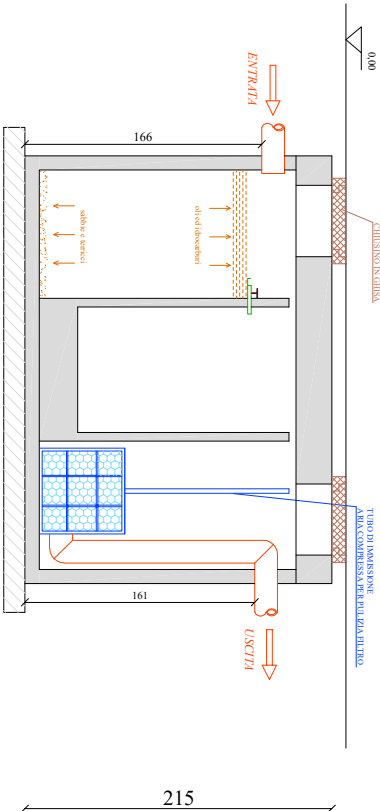 0,00
CHIUSINO IN GHISA
ENTRATA
166
oli ed idrocarburi
sabbie e terricci
TUBO DI IMMISSIONE
ARIA COMPRESSA PER PULIZIA FILTRO
161
USCITA
215